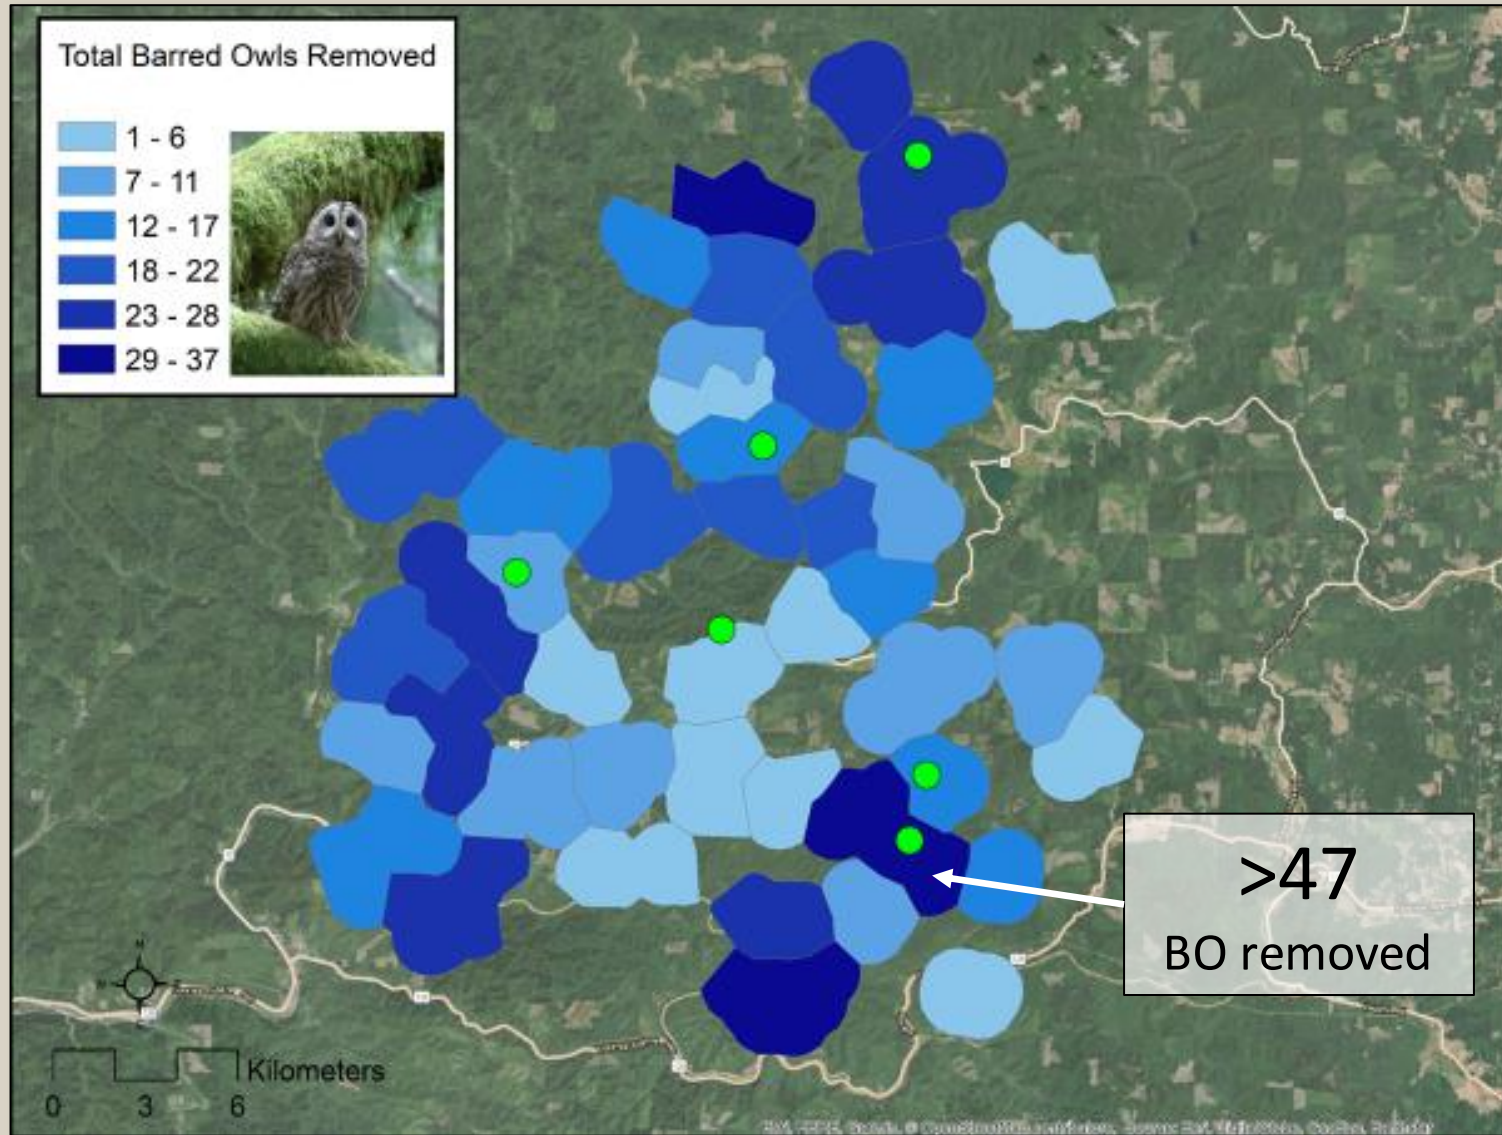 Total Barred Owls Removed
1 - 6
7 - 11
12 - 17
18 - 22
23 - 28
29 - 37
>47
BO removed
N
Kilometers
0 3 6